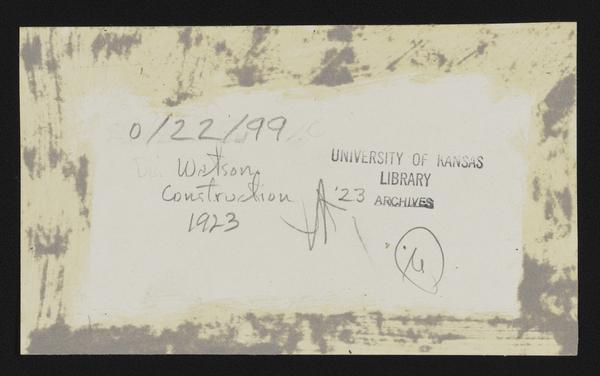 0/22/99
Watson
Construction
1923
'23
UNIVERSITY OF KANSAS
LIBRARY
ARCHIVES